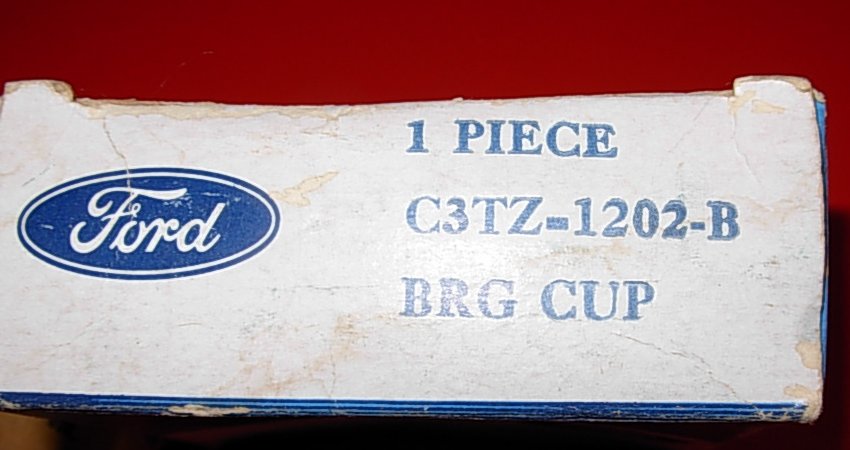 Ford
1 PIECE
C3TZ-1202-B
BRG CUP